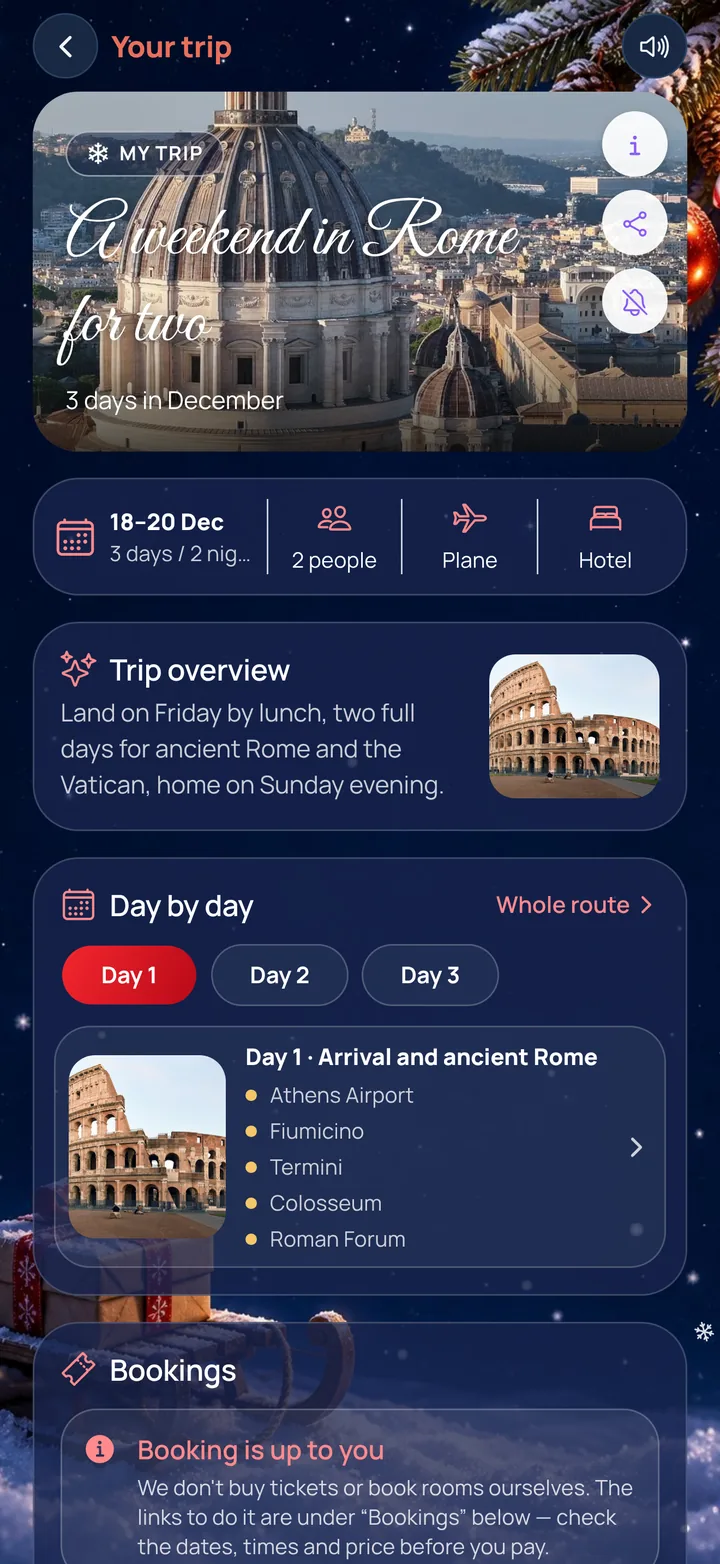 Your trip
MY TRIP
A weekend in Rome
for two
3 days in December
18–20 Dec
3 days / 2 nig...
2 people
Plane
Hotel
Trip overview
Land on Friday by lunch, two full
days for ancient Rome and the
Vatican, home on Sunday evening.
Day by day
Whole route
Day 1
Day 2
Day 3
Day 1 · Arrival and ancient Rome
Athens Airport
Fiumicino
Termini
Colosseum
Roman Forum
Bookings
Booking is up to you
We don't buy tickets or book rooms ourselves. The
links to do it are under “Bookings” below — check
the dates, times and price before you pay.